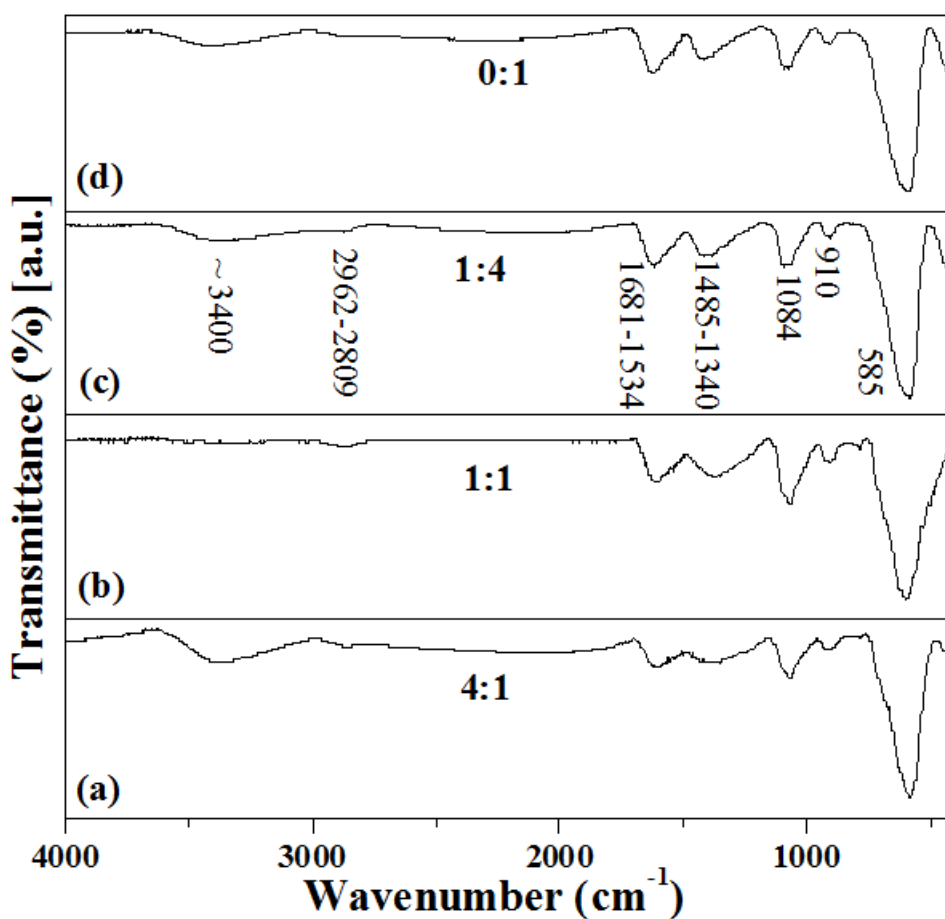 Transmittance (%) [a.u.]
0:1
(d)
~3400
2962-2809
1:4
1681-1534
1485-1340
1084
910
585
(c)
1:1
(b)
4:1
(a)
4000 3000 2000 1000
Wavenumber (cm⁻¹)